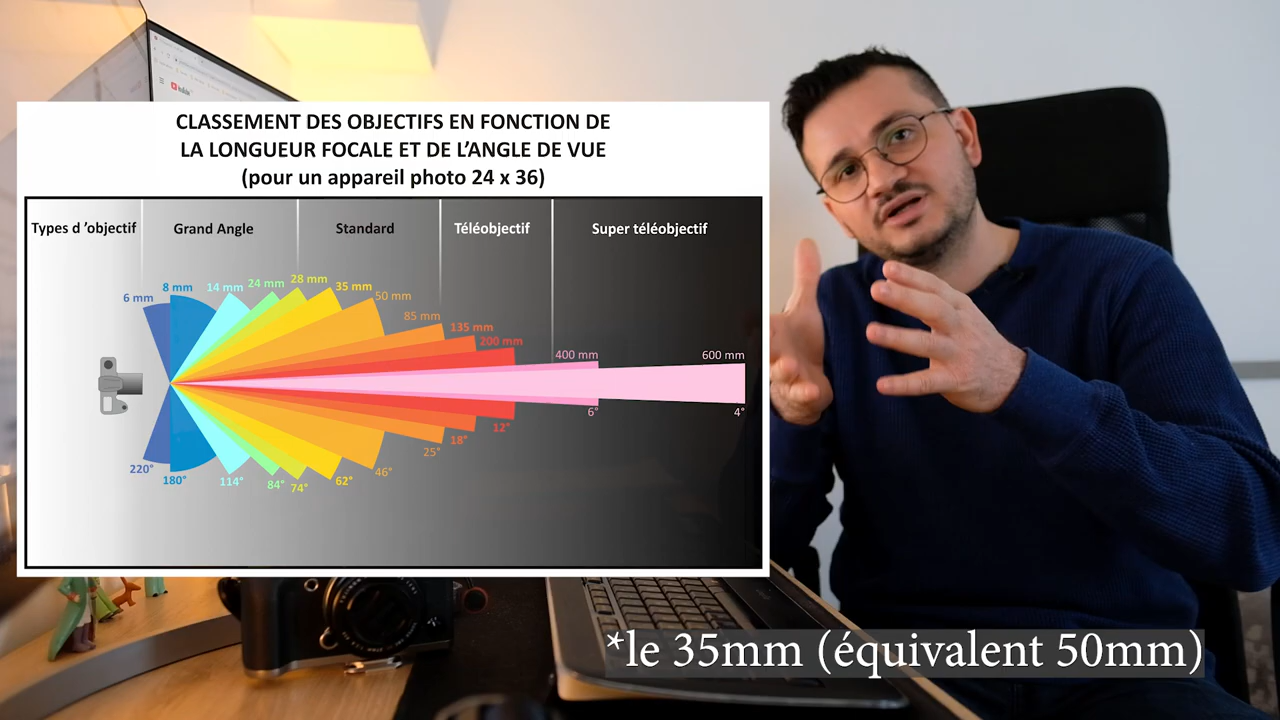 CLASSEMENT DES OBJECTIFS EN FONCTION DE
LA LONGUEUR FOCALE ET DE L’ANGLE DE VUE
(pour un appareil photo 24 x 36)
Types d ’objectif
Grand Angle
Standard
Téléobjectif
Super téléobjectif
6 mm
8 mm
14 mm
24 mm
28 mm
35 mm
50 mm
85 mm
135 mm
200 mm
400 mm
600 mm
220°
180°
114°
84°
74°
62°
46°
25°
18°
12°
6°
4°
*le 35mm (équivalent 50mm)